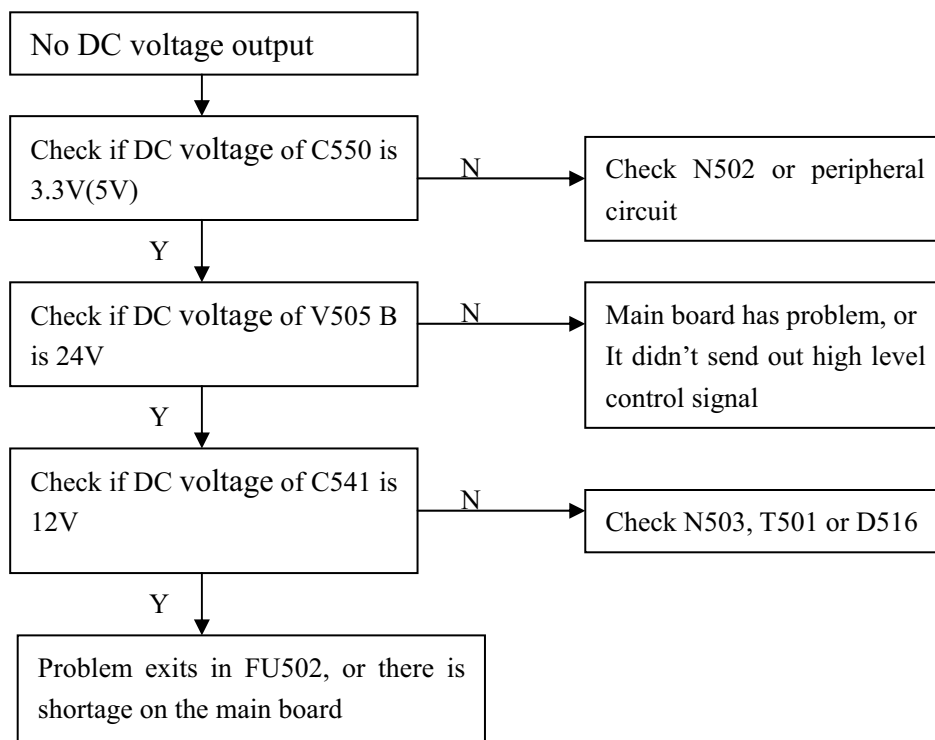 No DC voltage output
Check if DC voltage of C550 is
3.3V(5V)
N
Check N502 or peripheral
circuit
Y
Check if DC voltage of V505 B
is 24V
N
Main board has problem, or
It didn’t send out high level
control signal
Y
Check if DC voltage of C541 is
12V
N
Check N503, T501 or D516
Y
Problem exits in FU502, or there is
shortage on the main board